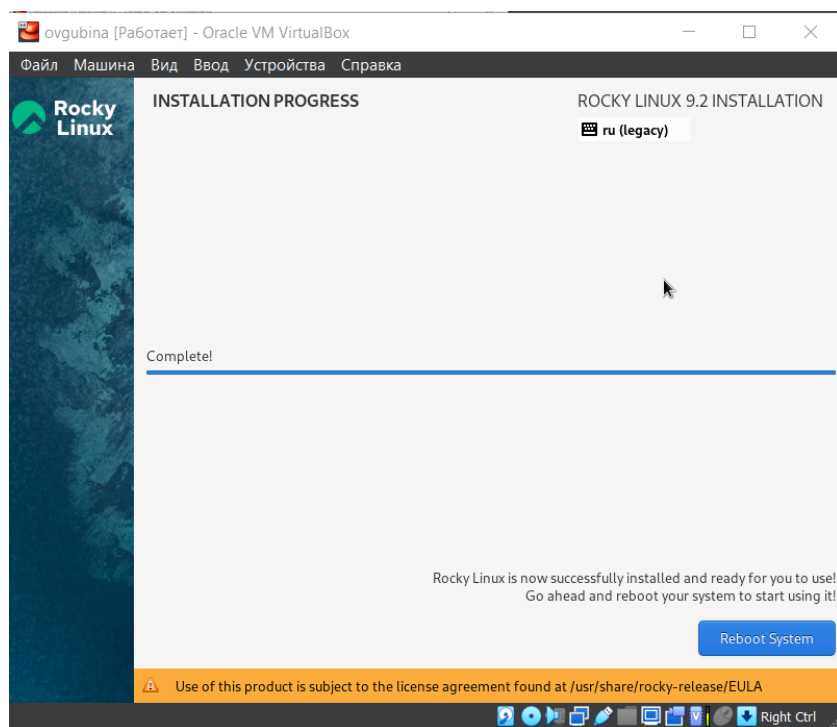 ovgubina [Работает] - Oracle VM VirtualBox
Файл Машина Вид Ввод Устройства Справка
Rocky
Linux
INSTALLATION PROGRESS
ROCKY LINUX 9.2 INSTALLATION
ru (legacy)
Complete!
Rocky Linux is now successfully installed and ready for you to use!
Go ahead and reboot your system to start using it!
Reboot System
Use of this product is subject to the license agreement found at /usr/share/rocky-release/EULA
Right Ctrl